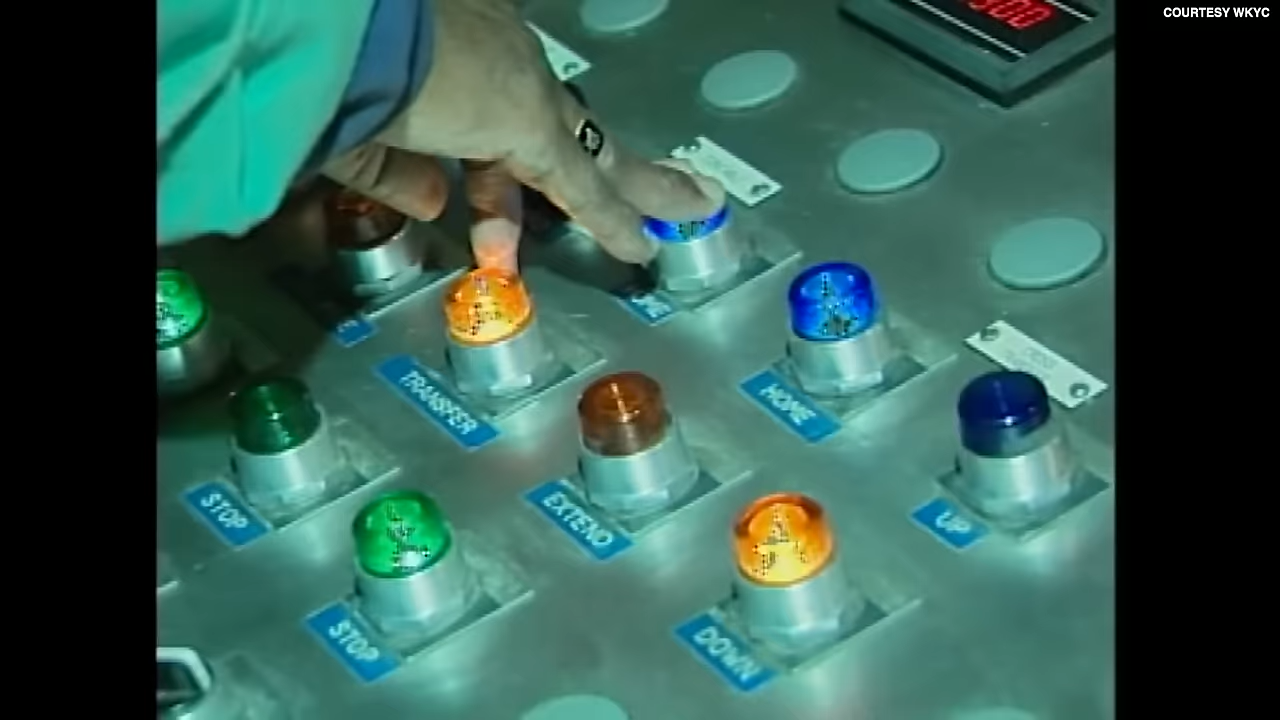 COURTESY WKYC
TRANSFER
HOME
STOP
EXTEND
UP
STOP
DOWN